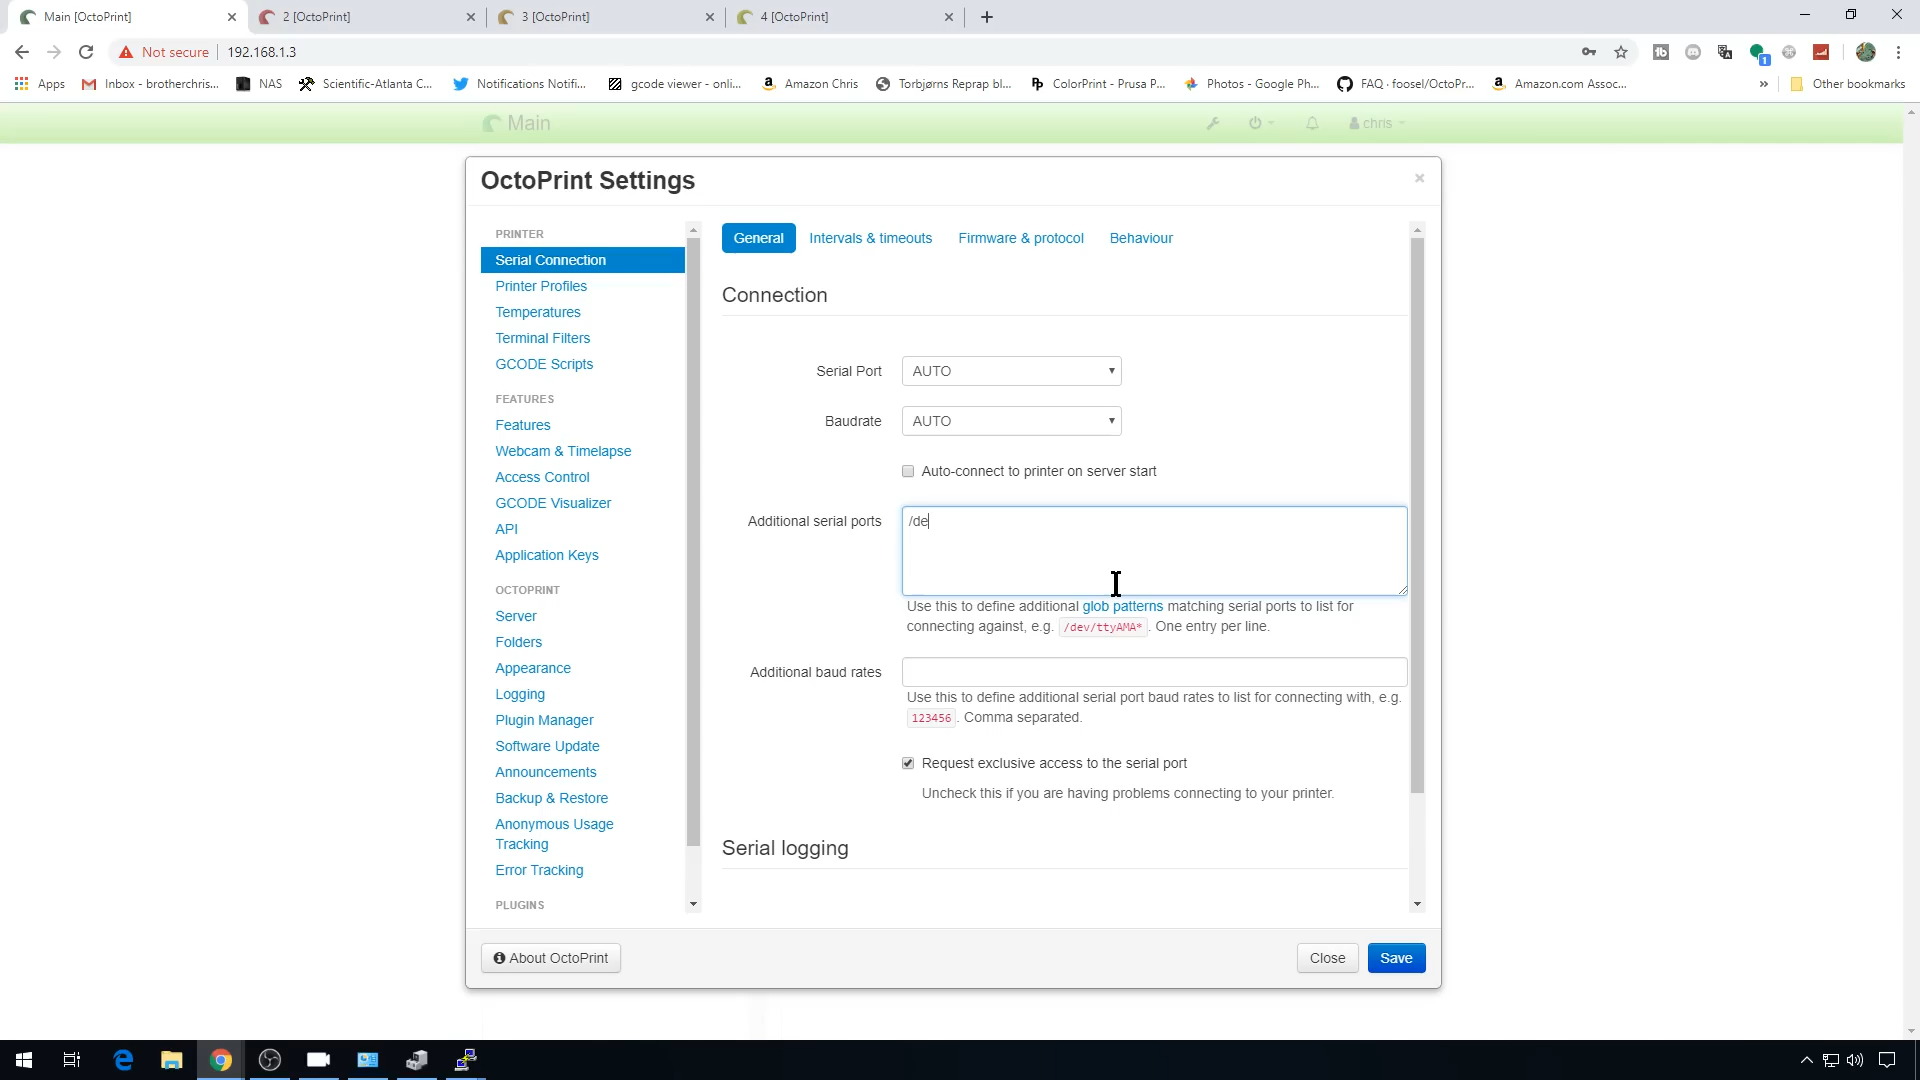 Main [OctoPrint]
2 [OctoPrint]
3 [OctoPrint]
4 [OctoPrint]
Not secure
192.168.1.3
Apps
Inbox - brotherchris...
NAS
Scientific-Atlanta C...
Notifications Notifi...
gcode viewer - onli...
Amazon Chris
Torbjørns Reprap bl...
ColorPrint - Prusa P...
Photos - Google Ph...
FAQ · foosel/OctoPr...
Amazon.com Assoc...
»
Other bookmarks
Main
chris
OctoPrint Settings
×
PRINTER
Serial Connection
Printer Profiles
Temperatures
Terminal Filters
GCODE Scripts
FEATURES
Features
Webcam & Timelapse
Access Control
GCODE Visualizer
API
Application Keys
OCTOPRINT
Server
Folders
Appearance
Logging
Plugin Manager
Software Update
Announcements
Backup & Restore
Anonymous Usage
Tracking
Error Tracking
PLUGINS
General
Intervals & timeouts
Firmware & protocol
Behaviour
Connection
Serial Port
AUTO
Baudrate
AUTO
Auto-connect to printer on server start
Additional serial ports
/de
Use this to define additional glob patterns matching serial ports to list for
connecting against, e.g. /dev/ttyAMA* . One entry per line.
Additional baud rates
Use this to define additional serial port baud rates to list for connecting with, e.g.
123456 . Comma separated.
Request exclusive access to the serial port
Uncheck this if you are having problems connecting to your printer.
Serial logging
About OctoPrint
Close
Save